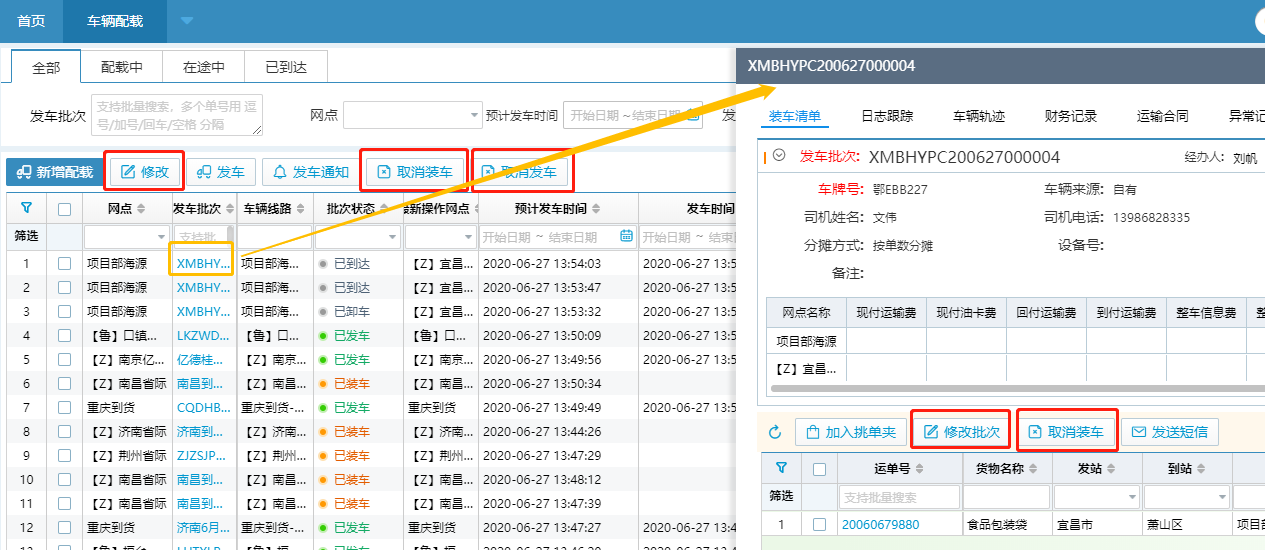 首页 车辆配载
全部 配载中 在途中 已到达
发车批次 支持批量搜索，多个单号用 逗号/加号/回车/空格 分隔 网点 预计发车时间 开始日期 ~ 结束日期
新增配载 修改 发车 发车通知 取消装车 取消发车
网点 发车批次 车辆线路 批次状态 最新操作网点 预计发车时间 发车时间
筛选 支持批 开始日期 ~ 结束日期 开始日期 ~ 结束
1 项目部海源 XMBHY... 项目部海... 已到达 【Z】宜昌... 2020-06-27 13:54:03 2020-06-27 1
2 项目部海源 XMBHY... 项目部海... 已到达 【Z】宜昌... 2020-06-27 13:53:47 2020-06-27 1
3 项目部海源 XMBHY... 项目部海... 已卸车 【Z】宜昌... 2020-06-27 13:53:32 2020-06-27 1
4 【鲁】口镇... LKZWD... 【鲁】口... 已发车 【鲁】口... 2020-06-27 13:50:09 2020-06-27 1
5 【Z】南京亿... 亿德桂... 【Z】南京... 已发车 【Z】南京... 2020-06-27 13:49:56 2020-06-27 1
6 【Z】南昌省际 南昌到... 【Z】南昌... 已装车 【Z】南昌... 2020-06-27 13:50:34
7 重庆到货 CQDHB... 重庆到货-... 已发车 重庆到货 2020-06-27 13:49:49 2020-06-27 1
8 【Z】济南省际 济南到... 【Z】济南... 已装车 【Z】济南... 2020-06-27 13:44:26
9 【Z】荆州省际 ZJZSJP... 【Z】荆州... 已装车 【Z】荆州... 2020-06-27 13:47:29
10 【Z】南昌省际 南昌到... 【Z】南昌... 已装车 【Z】南昌... 2020-06-27 13:48:12
11 【Z】南昌省际 南昌到... 【Z】南昌... 已装车 【Z】南昌... 2020-06-27 13:47:39
12 重庆到货 济南6月... 重庆到货-... 已发车 重庆到货 2020-06-27 13:47:27 2020-06-27 1
XMBHYPC200627000004
装车清单 日志跟踪 车辆轨迹 财务记录 运输合同 异常记
发车批次: XMBHYPC200627000004 经办人: 刘帆
车牌号: 鄂EBB227 车辆来源: 自有
司机姓名: 文伟 司机电话: 13986828335
分摊方式: 按单数分摊 设备号:
备注:
网点名称 现付运输费 现付油卡费 回付运输费 到付运输费 整车信息费 整
项目部海源
【Z】宜昌...
加入挑单夹 修改批次 取消装车 发送短信
运单号 货物名称 发站 到站
筛选 支持批量搜索
1 20060679880 食品包装袋 宜昌市 萧山区 项目部